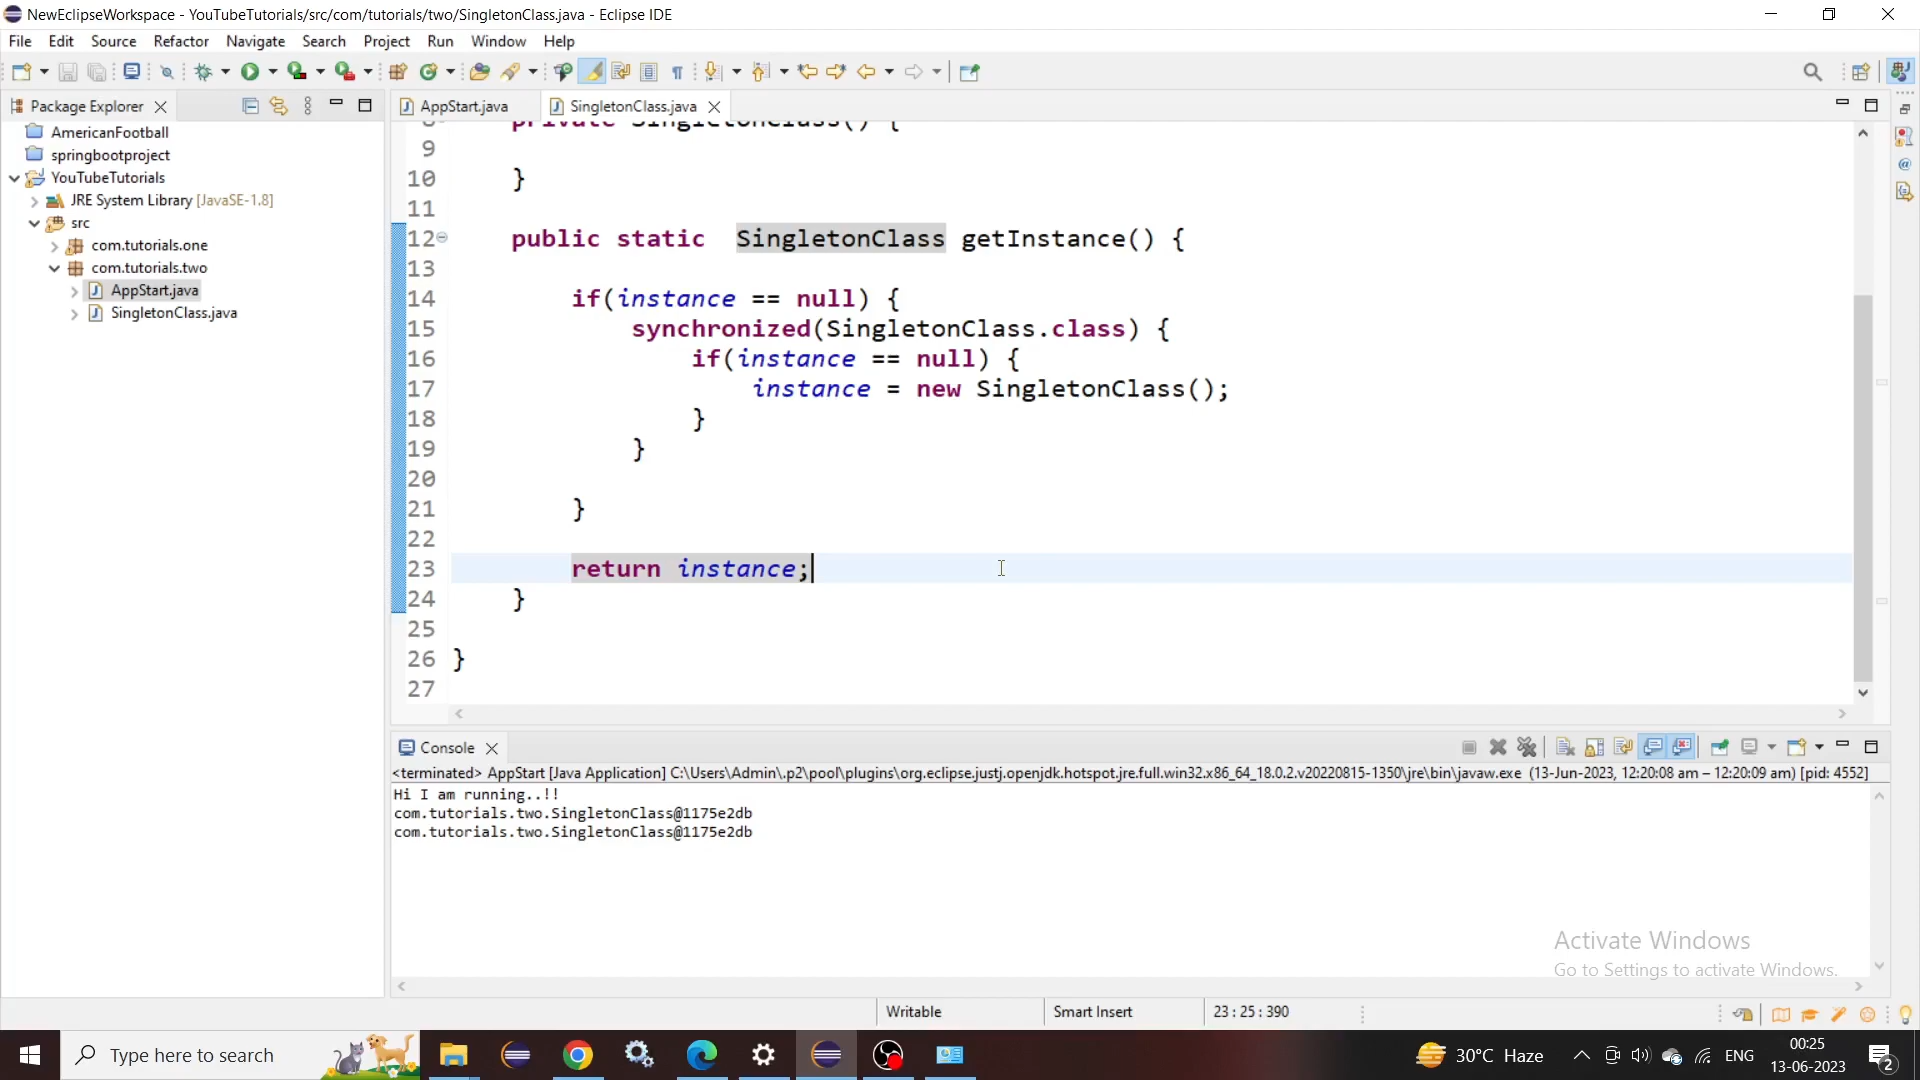 NewEclipseWorkspace - YouTubeTutorials/src/com/tutorials/two/SingletonClass.java - Eclipse IDE
File Edit Source Refactor Navigate Search Project Run Window Help
Package Explorer
AmericanFootball
springbootproject
YouTubeTutorials
JRE System Library [JavaSE-1.8]
src
com.tutorials.one
com.tutorials.two
AppStart.java
SingletonClass.java
AppStart.java SingletonClass.java
8 private SingletonClass() {
9
10 }
11
12 public static SingletonClass getInstance() {
13
14 if(instance == null) {
15 synchronized(SingletonClass.class) {
16 if(instance == null) {
17 instance = new SingletonClass();
18 }
19 }
20
21 }
22
23 return instance;
24 }
25
26 }
27
Console
<terminated> AppStart [Java Application] C:\Users\Admin\.p2\pool\plugins\org.eclipse.justj.openjdk.hotspot.jre.full.win32.x86_64_18.0.2.v20220815-1350\jre\bin\javaw.exe (13-Jun-2023, 12:20:08 am – 12:20:09 am) [pid: 4552]
Hi I am running..!!
com.tutorials.two.SingletonClass@1175e2db
com.tutorials.two.SingletonClass@1175e2db
Activate Windows
Go to Settings to activate Windows.
Writable Smart Insert 23 : 25 : 390
Type here to search
30°C Haze
ENG
00:25
13-06-2023
2